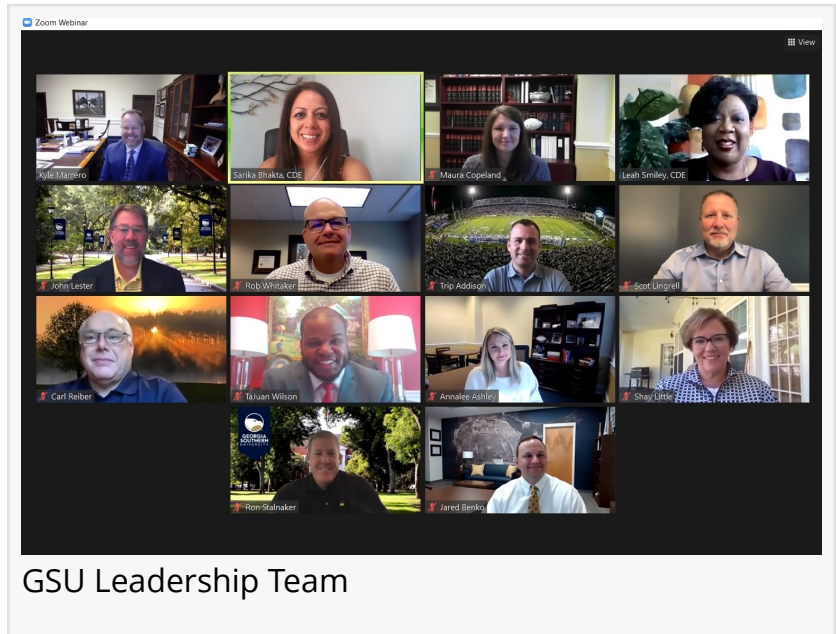 Zoom Webinar
View
Kyle Marrero
Sarika Bhakta, CDE
Maura Copeland
Leah Smiley, CDE
John Lester
Rob Whitaker
Trip Addison
Scot Lingrell
Carl Reiber
TaJuan Wilson
Annalee Ashley
Shay Little
GEORGIA
SOUTHERN
UNIVERSITY
Ron Stalnaker
Jared Benko
GSU Leadership Team